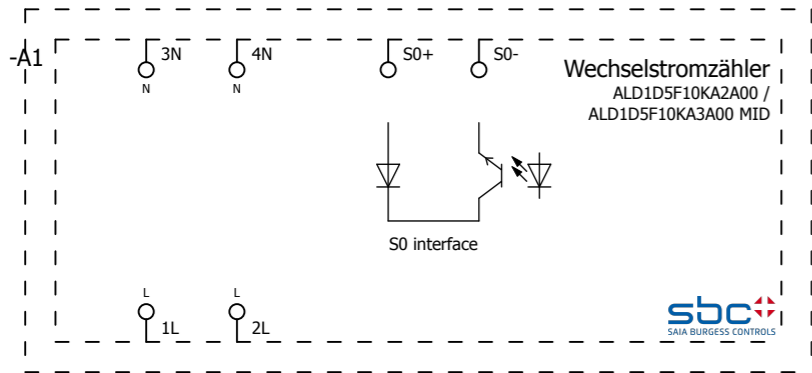 -A1
3N
4N
S0+
S0-
N
N
Wechselstromzähler
ALD1D5F10KA2A00 /
ALD1D5F10KA3A00 MID
S0 interface
L
L
1L
2L
sbc
SAIA BURGESS CONTROLS